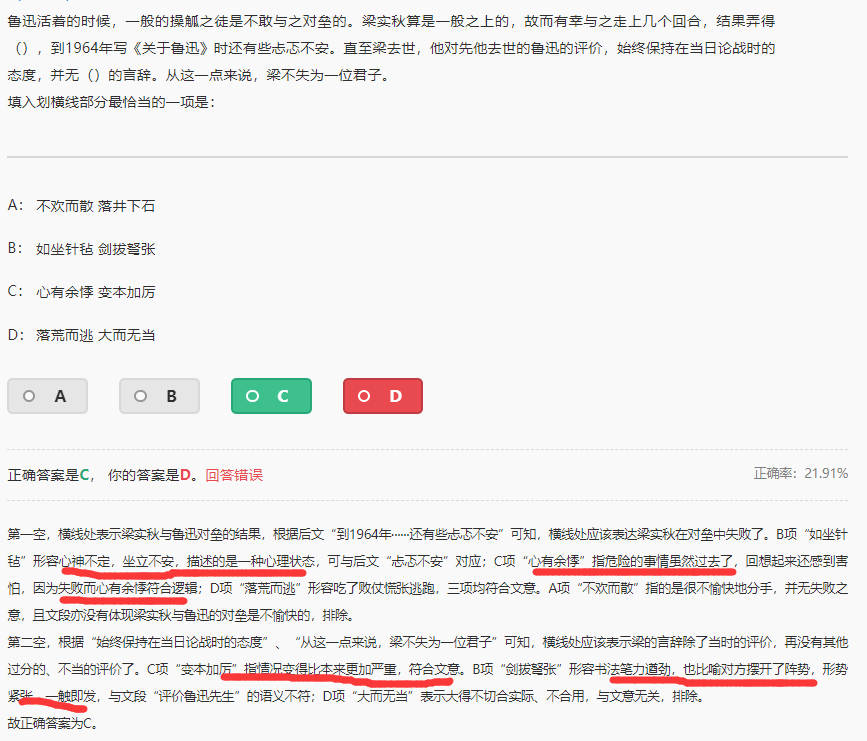 鲁迅活着的时候，一般的操觚之徒是不敢与之对垒的。梁实秋算是一般之上的，故而有幸与之走上几个回合，结果弄得
（），到1964年写《关于鲁迅》时还有些忐忑不安。直至梁去世，他对先他去世的鲁迅的评价，始终保持在当日论战时的
态度，并无（）的言辞。从这一点来说，梁不失为一位君子。
填入划横线部分最恰当的一项是：
A： 不欢而散 落井下石
B： 如坐针毡 剑拔弩张
C： 心有余悸 变本加厉
D： 落荒而逃 大而无当
A B C D
正确答案是C， 你的答案是D。回答错误 正确率：21.91%
第一空，横线处表示梁实秋与鲁迅对垒的结果，根据后文“到1964年······还有些忐忑不安”可知，横线处应该表达梁实秋在对垒中失败了。B项“如坐针
毡”形容心神不定，坐立不安，描述的是一种心理状态，可与后文“忐忑不安”对应；C项“心有余悸”指危险的事情虽然过去了，回想起来还感到害
怕，因为失败而心有余悸符合逻辑；D项“落荒而逃”形容吃了败仗慌张逃跑，三项均符合文意。A项“不欢而散”指的是很不愉快地分手，并无失败之
意，且文段亦没有体现梁实秋与鲁迅的对垒是不愉快的，排除。
第二空，根据“始终保持在当日论战时的态度”、“从这一点来说，梁不失为一位君子”可知，横线处应该表示梁的言辞除了当时的评价，再没有其他
过分的、不当的评价了。C项“变本加厉”指情况变得比本来更加严重，符合文意。B项“剑拔弩张”形容书法笔力遒劲，也比喻对方摆开了阵势，形势
紧张，一触即发，与文段“评价鲁迅先生”的语义不符；D项“大而无当”表示大得不切合实际、不合用，与文意无关，排除。
故正确答案为C。